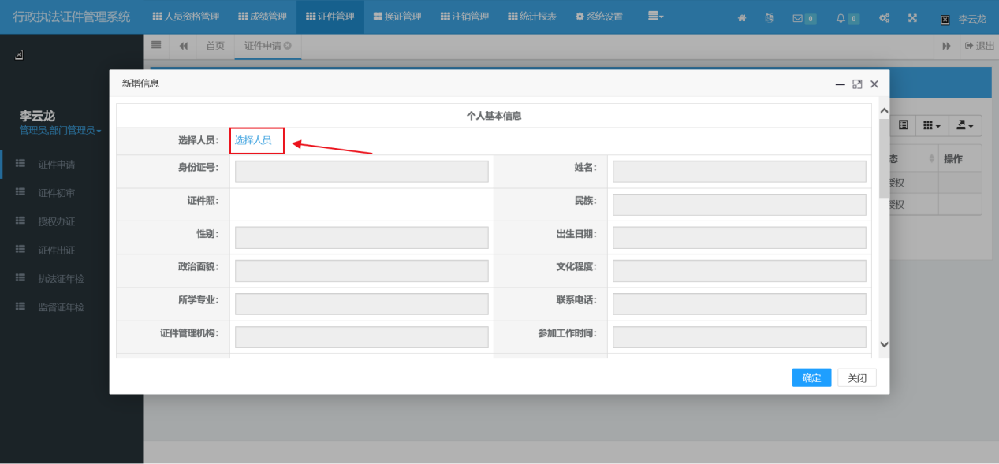 行政执法证件管理系统 人员资格管理 成绩管理 证件管理 换证管理 注销管理 统计报表 系统设置 0 0 李云龙
首页 证件申请 退出
李云龙
管理员,部门管理员
证件申请
证件初审
授权办证
证件出证
执法证年检
监督证年检
新增信息
个人基本信息
选择人员: 选择人员
身份证号: 姓名:
证件照: 民族:
性别: 出生日期:
政治面貌: 文化程度:
所学专业: 联系电话:
证件管理机构: 参加工作时间:
确定 关闭
态 操作
授权
授权